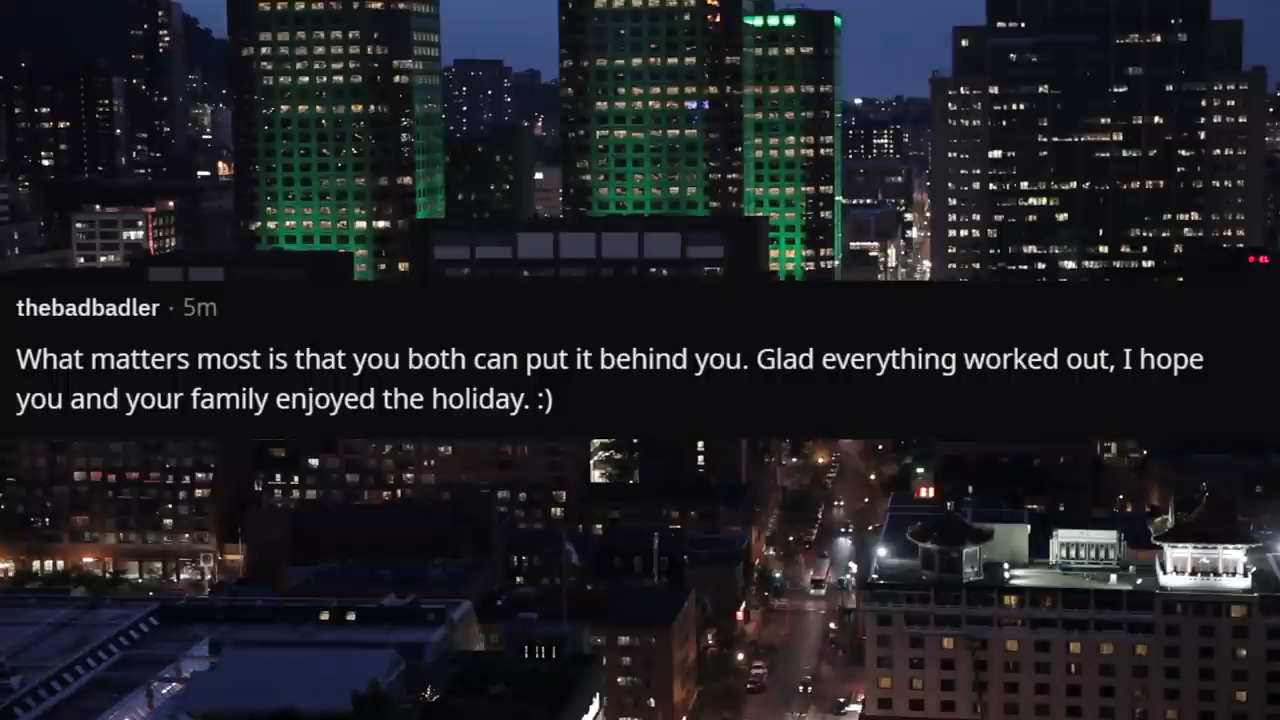 thebadbadler · 5m
What matters most is that you both can put it behind you. Glad everything worked out, I hope
you and your family enjoyed the holiday. :)